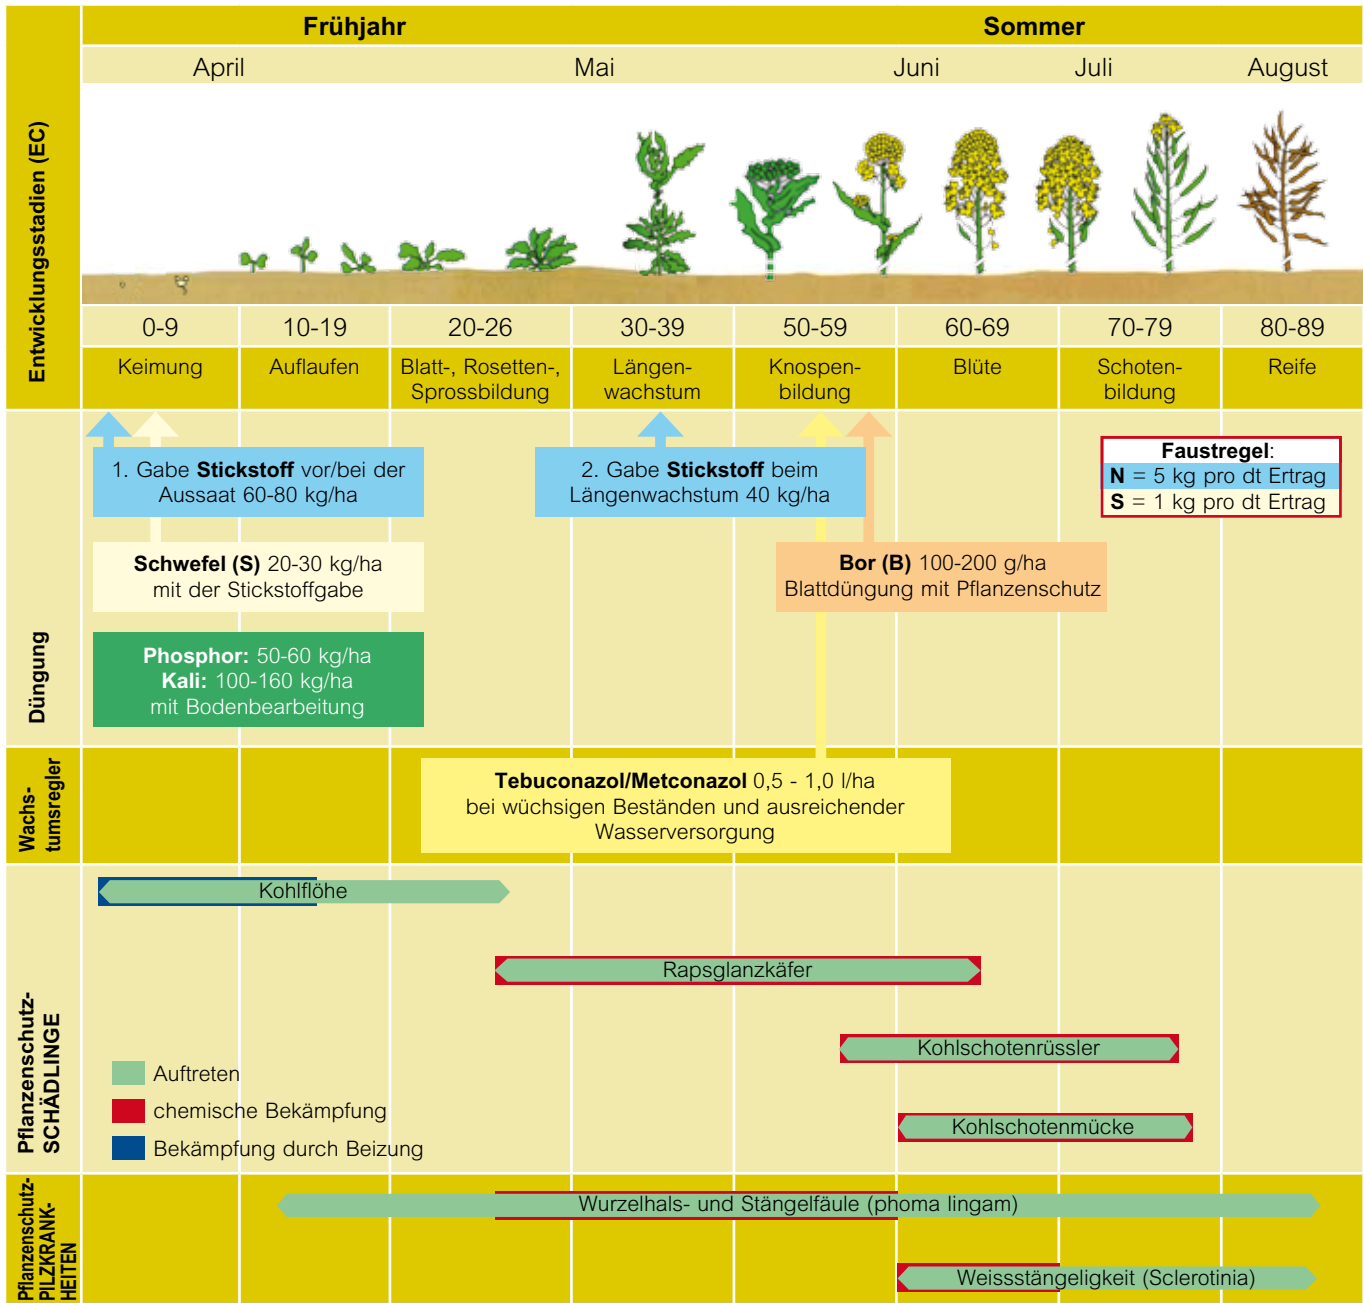 Frühjahr
Sommer
April
Mai
Juni
Juli
August
Entwicklungsstadien (EC)
0-9
10-19
20-26
30-39
50-59
60-69
70-79
80-89
Keimung
Auflaufen
Blatt-, Rosetten-,
Sprossbildung
Längen-
wachstum
Knospen-
bildung
Blüte
Schoten-
bildung
Reife
Düngung
1. Gabe Stickstoff vor/bei der
Aussaat 60-80 kg/ha
2. Gabe Stickstoff beim
Längenwachstum 40 kg/ha
Faustregel:
N = 5 kg pro dt Ertrag
S = 1 kg pro dt Ertrag
Schwefel (S) 20-30 kg/ha
mit der Stickstoffgabe
Bor (B) 100-200 g/ha
Blattdüngung mit Pflanzenschutz
Phosphor: 50-60 kg/ha
Kali: 100-160 kg/ha
mit Bodenbearbeitung
Wachs-
tumsregler
Tebuconazol/Metconazol 0,5 - 1,0 l/ha
bei wüchsigen Beständen und ausreichender
Wasserversorgung
Pflanzenschutz-
SCHÄDLINGE
Kohlflöhe
Rapsglanzkäfer
Kohlschotenrüssler
Kohlschotenmücke
Auftreten
chemische Bekämpfung
Bekämpfung durch Beizung
Pflanzenschutz-
PILZKRANK-
HEITEN
Wurzelhals- und Stängelfäule (phoma lingam)
Weissstängeligkeit (Sclerotinia)